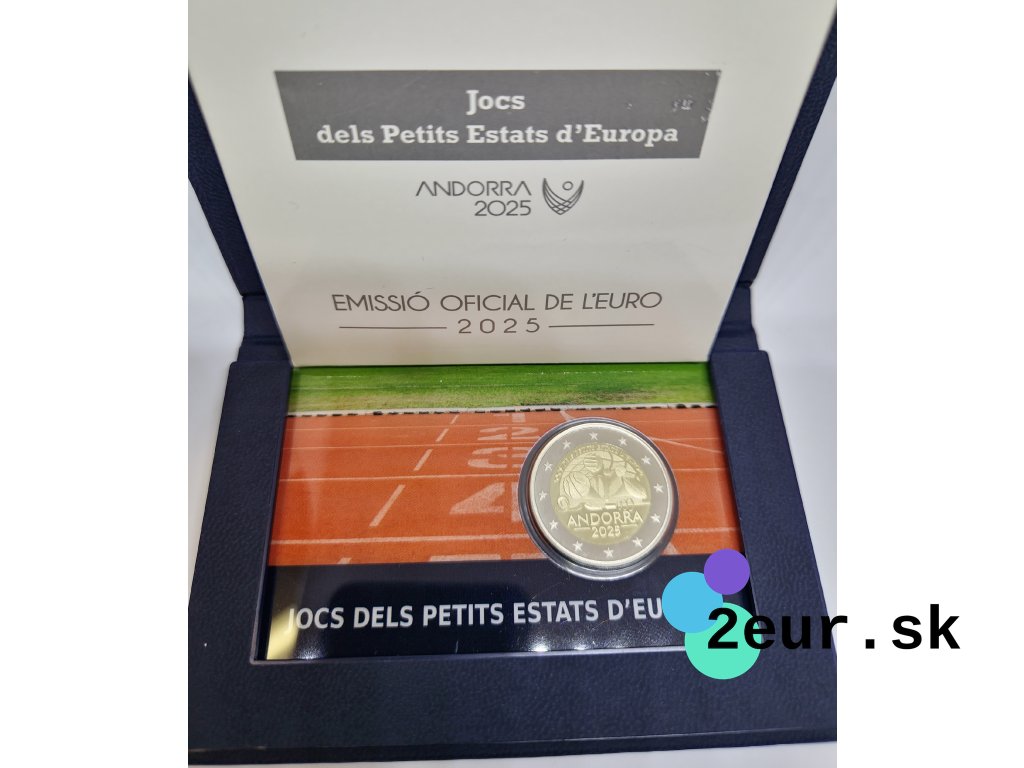 Jocs
dels Petits Estats d'Europa
ANDORRA
2025
EMISSIÓ OFICIAL DE L'EURO
2025
ANDORRA
2025
JOCS DELS PETITS ESTATS D'EU
2eur.sk